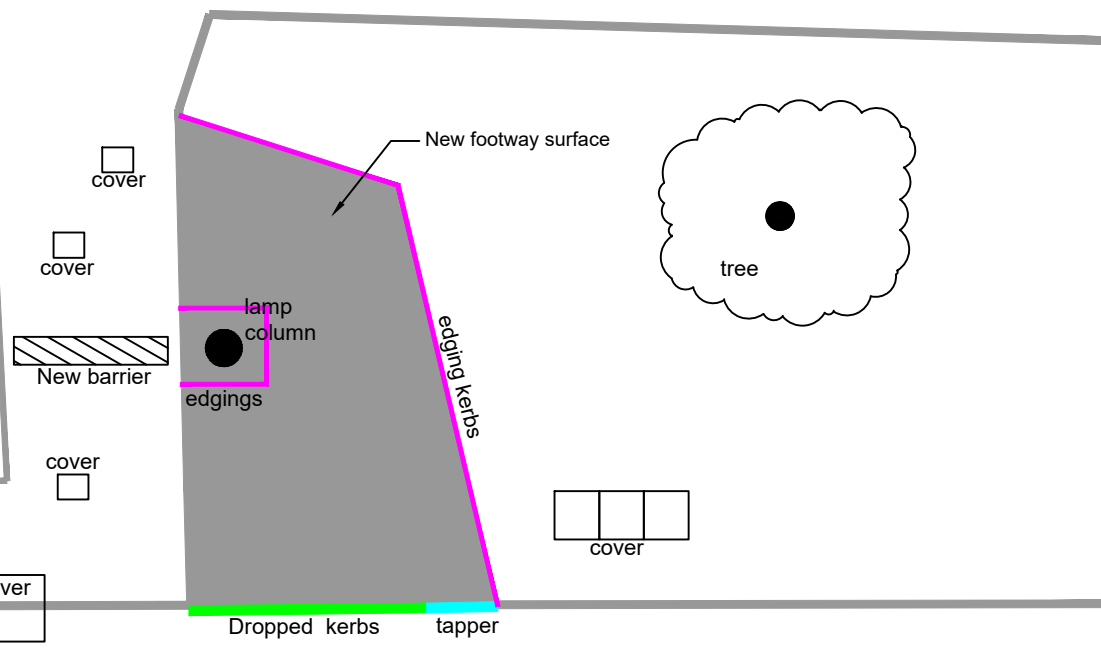 New footway surface
cover
cover
tree
lamp
column
edging kerbs
New barrier
edgings
cover
cover
ver
Dropped kerbs
tapper